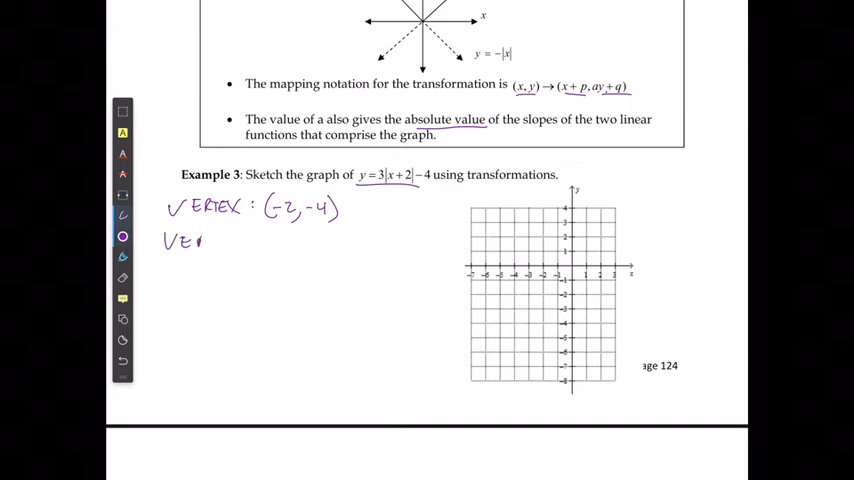 x
y = -|x|
• The mapping notation for the transformation is (x, y) → (x + p, ay + q)
• The value of a also gives the absolute value of the slopes of the two linear
functions that comprise the graph.
Example 3: Sketch the graph of y = 3|x + 2| - 4 using transformations.
VERTEX : (-2, -4)
VE
y
4
3
2
1
-7 -6 -5 -4 -3 -2 -1 1 2 3 x
-1
-2
-3
-4
-5
-6
-7
-8
age 124